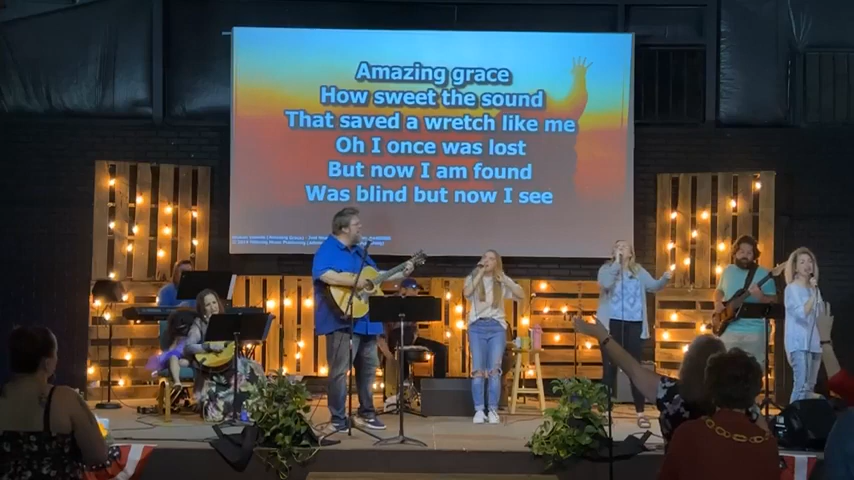 Amazing grace
How sweet the sound
That saved a wretch like me
Oh I once was lost
But now I am found
Was blind but now I see